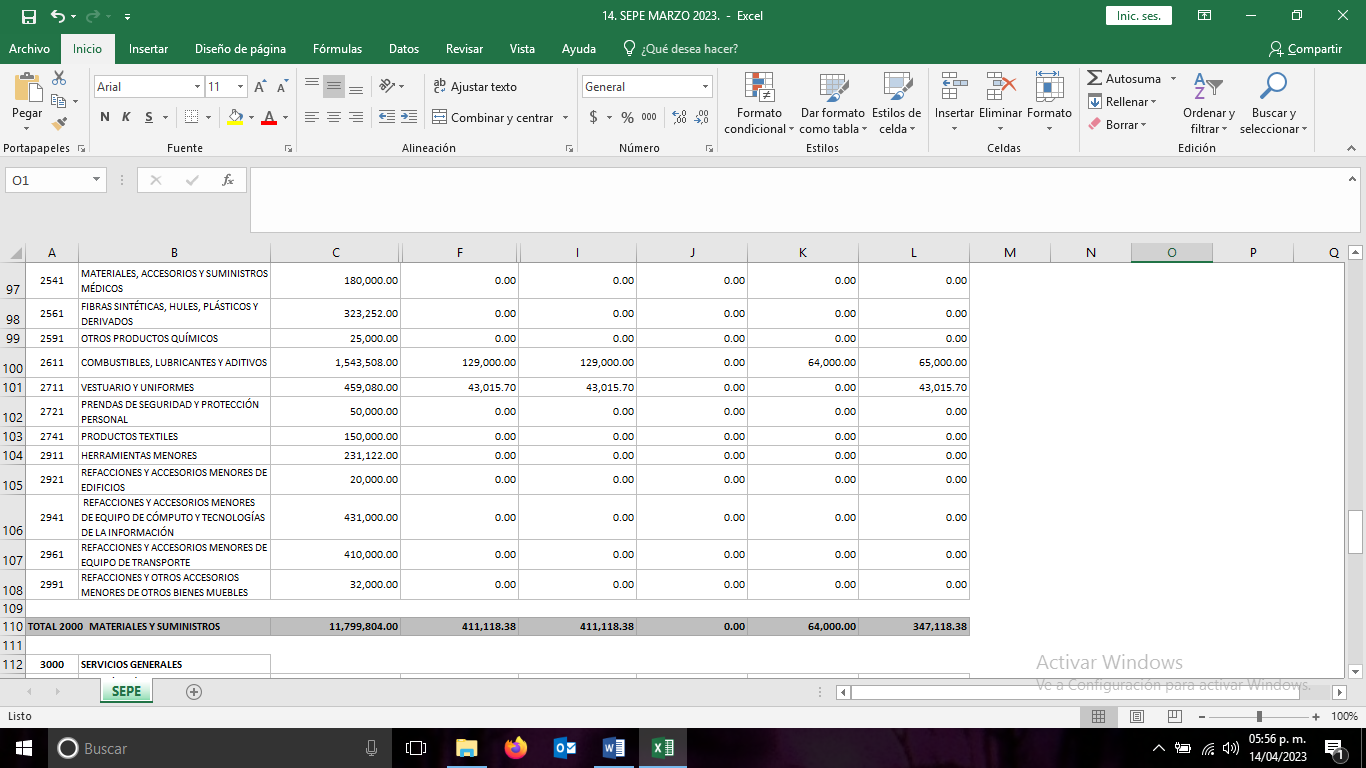 14. SEPE MARZO 2023. - Excel
Inic. ses.
Archivo Inicio Insertar Diseño de página Fórmulas Datos Revisar Vista Ayuda ¿Qué desea hacer? Compartir
Pegar
Portapapeles
Arial 11 A A
N K S A
Fuente
ab Ajustar texto
Combinar y centrar
Alineación
General
$ % 000
Número
Formato condicional
Dar formato como tabla
Estilos de celda
Estilos
Insertar Eliminar Formato
Celdas
Autosuma
Rellenar
Borrar
Ordenar y filtrar
Buscar y seleccionar
Edición
O1 fx
A B C F I J K L M N O P Q
97 2541 MATERIALES, ACCESORIOS Y SUMINISTROS MÉDICOS 180,000.00 0.00 0.00 0.00 0.00 0.00
98 2561 FIBRAS SINTÉTICAS, HULES, PLÁSTICOS Y DERIVADOS 323,252.00 0.00 0.00 0.00 0.00 0.00
99 2591 OTROS PRODUCTOS QUÍMICOS 25,000.00 0.00 0.00 0.00 0.00 0.00
100 2611 COMBUSTIBLES, LUBRICANTES Y ADITIVOS 1,543,508.00 129,000.00 129,000.00 0.00 64,000.00 65,000.00
101 2711 VESTUARIO Y UNIFORMES 459,080.00 43,015.70 43,015.70 0.00 0.00 43,015.70
102 2721 PRENDAS DE SEGURIDAD Y PROTECCIÓN PERSONAL 50,000.00 0.00 0.00 0.00 0.00 0.00
103 2741 PRODUCTOS TEXTILES 150,000.00 0.00 0.00 0.00 0.00 0.00
104 2911 HERRAMIENTAS MENORES 231,122.00 0.00 0.00 0.00 0.00 0.00
105 2921 REFACCIONES Y ACCESORIOS MENORES DE EDIFICIOS 20,000.00 0.00 0.00 0.00 0.00 0.00
106 2941 REFACCIONES Y ACCESORIOS MENORES DE EQUIPO DE CÓMPUTO Y TECNOLOGÍAS DE LA INFORMACIÓN 431,000.00 0.00 0.00 0.00 0.00 0.00
107 2961 REFACCIONES Y ACCESORIOS MENORES DE EQUIPO DE TRANSPORTE 410,000.00 0.00 0.00 0.00 0.00 0.00
108 2991 REFACCIONES Y OTROS ACCESORIOS MENORES DE OTROS BIENES MUEBLES 32,000.00 0.00 0.00 0.00 0.00 0.00
109
110 TOTAL 2000 MATERIALES Y SUMINISTROS 11,799,804.00 411,118.38 411,118.38 0.00 64,000.00 347,118.38
111
112 3000 SERVICIOS GENERALES
Activar Windows
Ve a Configuración para activar Windows.
SEPE
Listo
100%
Buscar
05:56 p. m.
14/04/2023
1